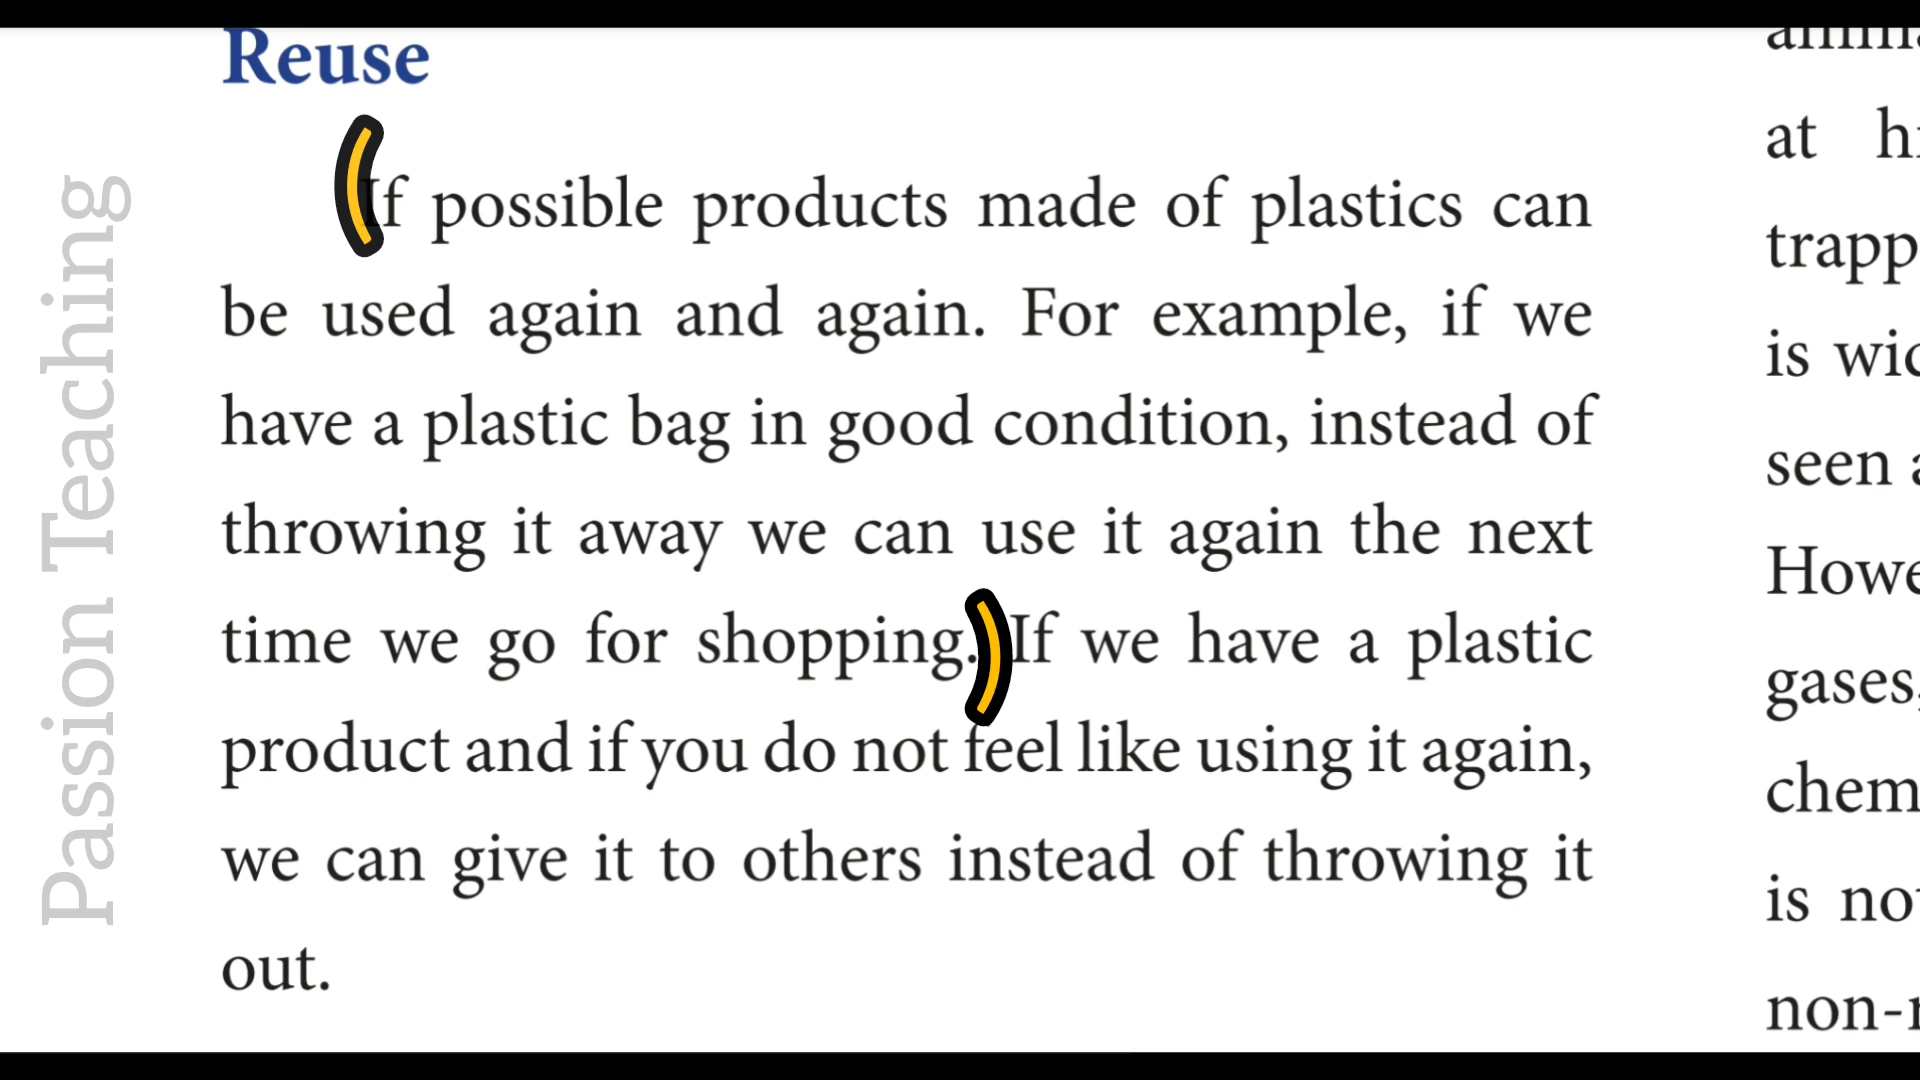 Reuse
If possible products made of plastics can
be used again and again. For example, if we
have a plastic bag in good condition, instead of
throwing it away we can use it again the next
time we go for shopping. If we have a plastic
product and if you do not feel like using it again,
we can give it to others instead of throwing it
out.
at
is
seen
is
Passion Teaching